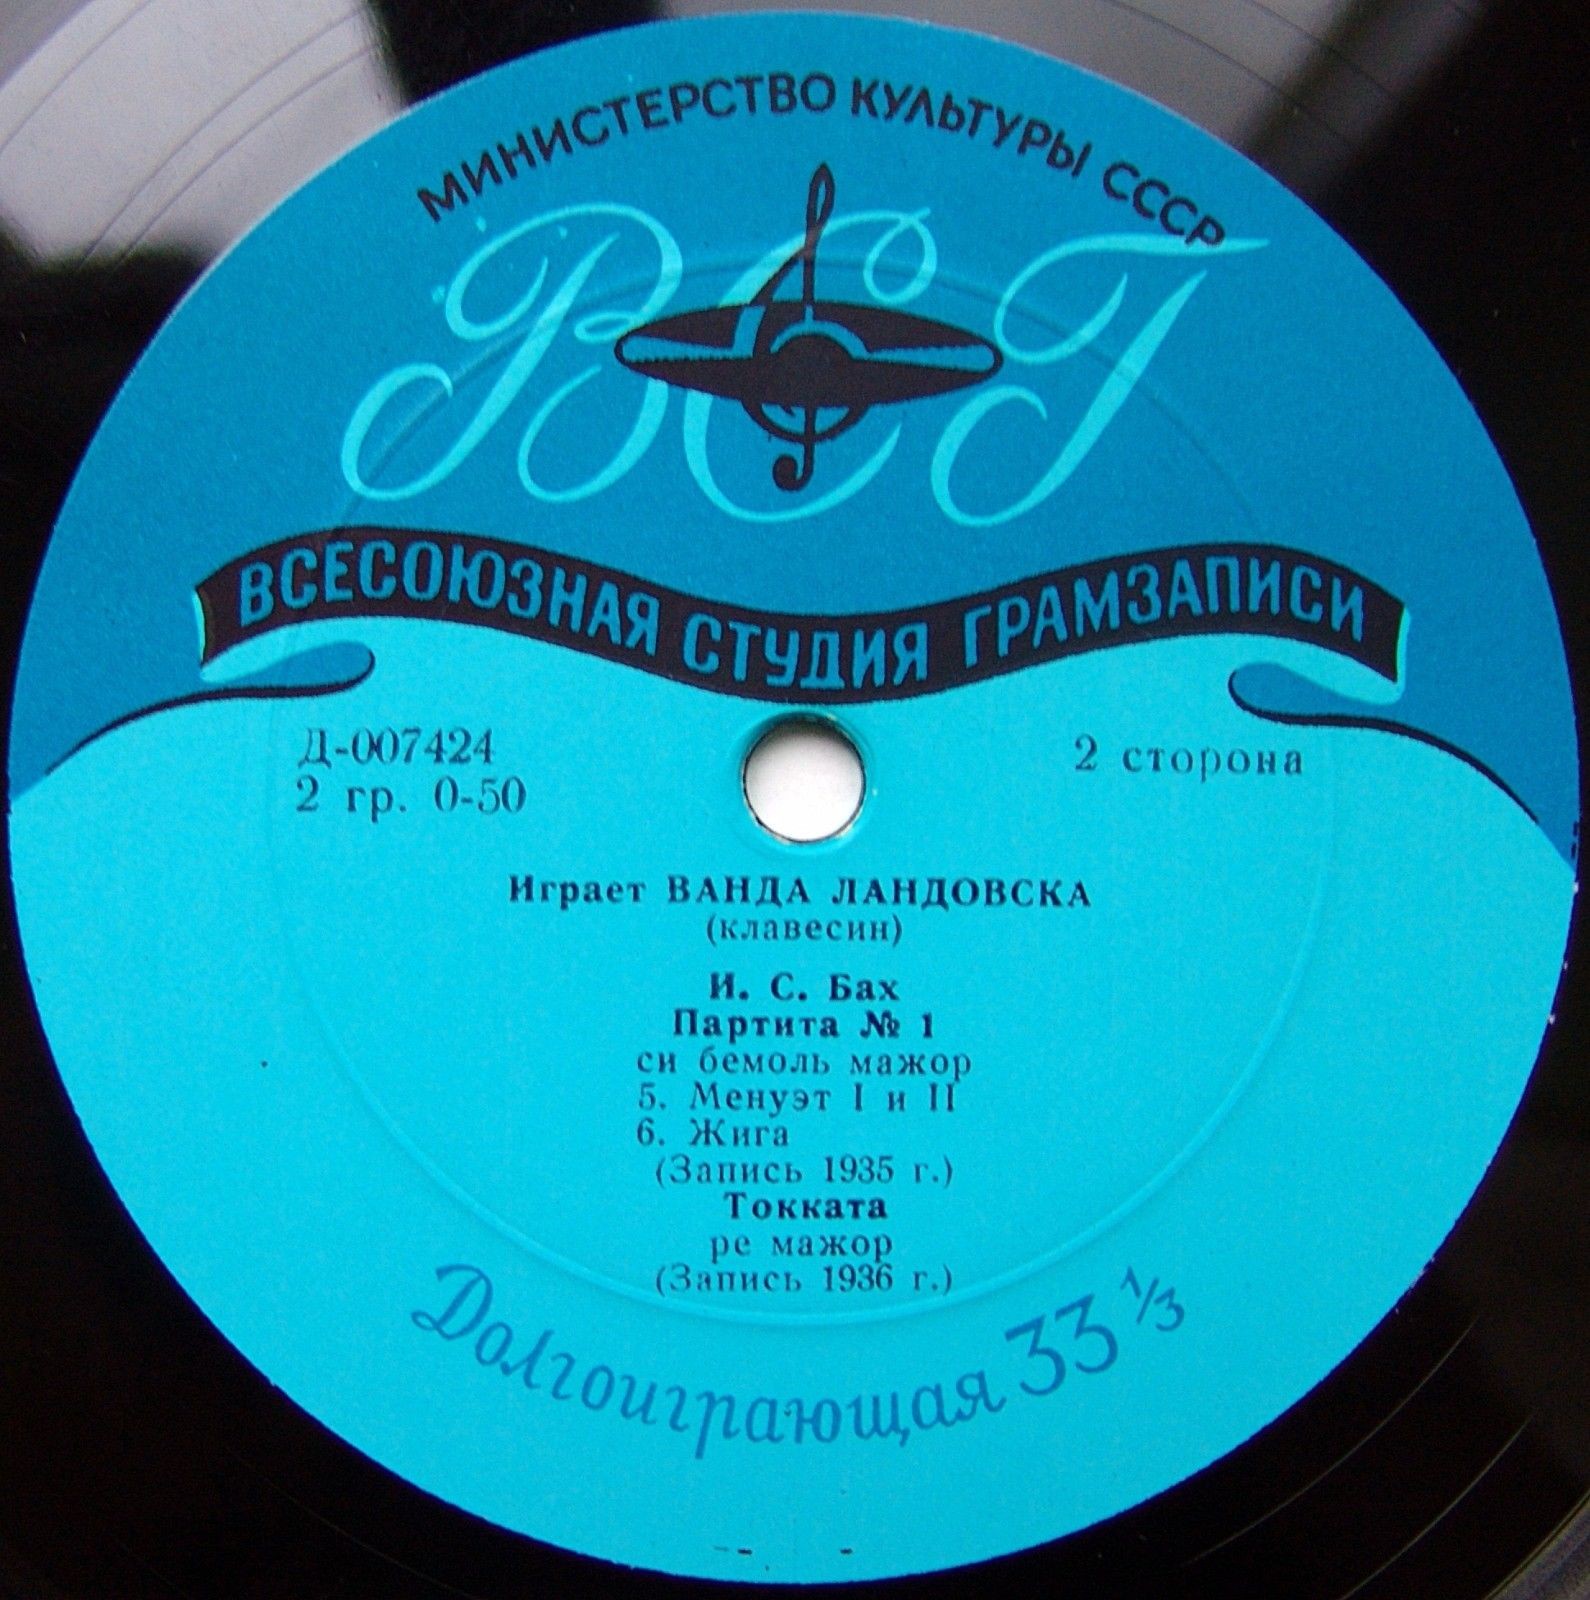 МИНИСТЕРСТВО КУЛЬТУРЫ СССР
ВСГ
ВСЕСОЮЗНАЯ СТУДИЯ ГРАМЗАПИСИ
Д-007424
2 гр. 0-50
2 сторона
Играет ВАНДА ЛАНДОВСКА
(клавесин)
И. С. Бах
Партита № 1
си бемоль мажор
5. Менуэт I и II
6. Жига
(Запись 1935 г.)
Токката
ре мажор
(Запись 1936 г.)
Долгоиграющая 33 1/3